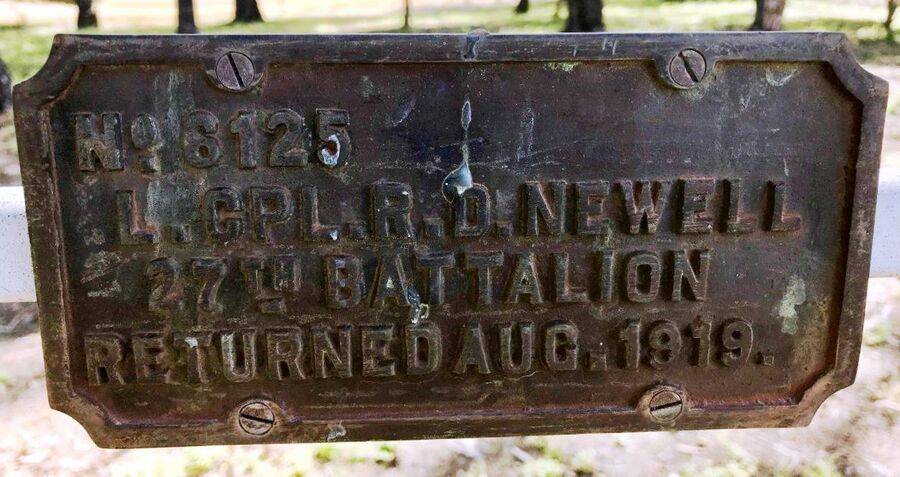 No. 6125
L.CPL.R.D.NEWELL
27TH BATTALION
RETURNED AUG. 1919.